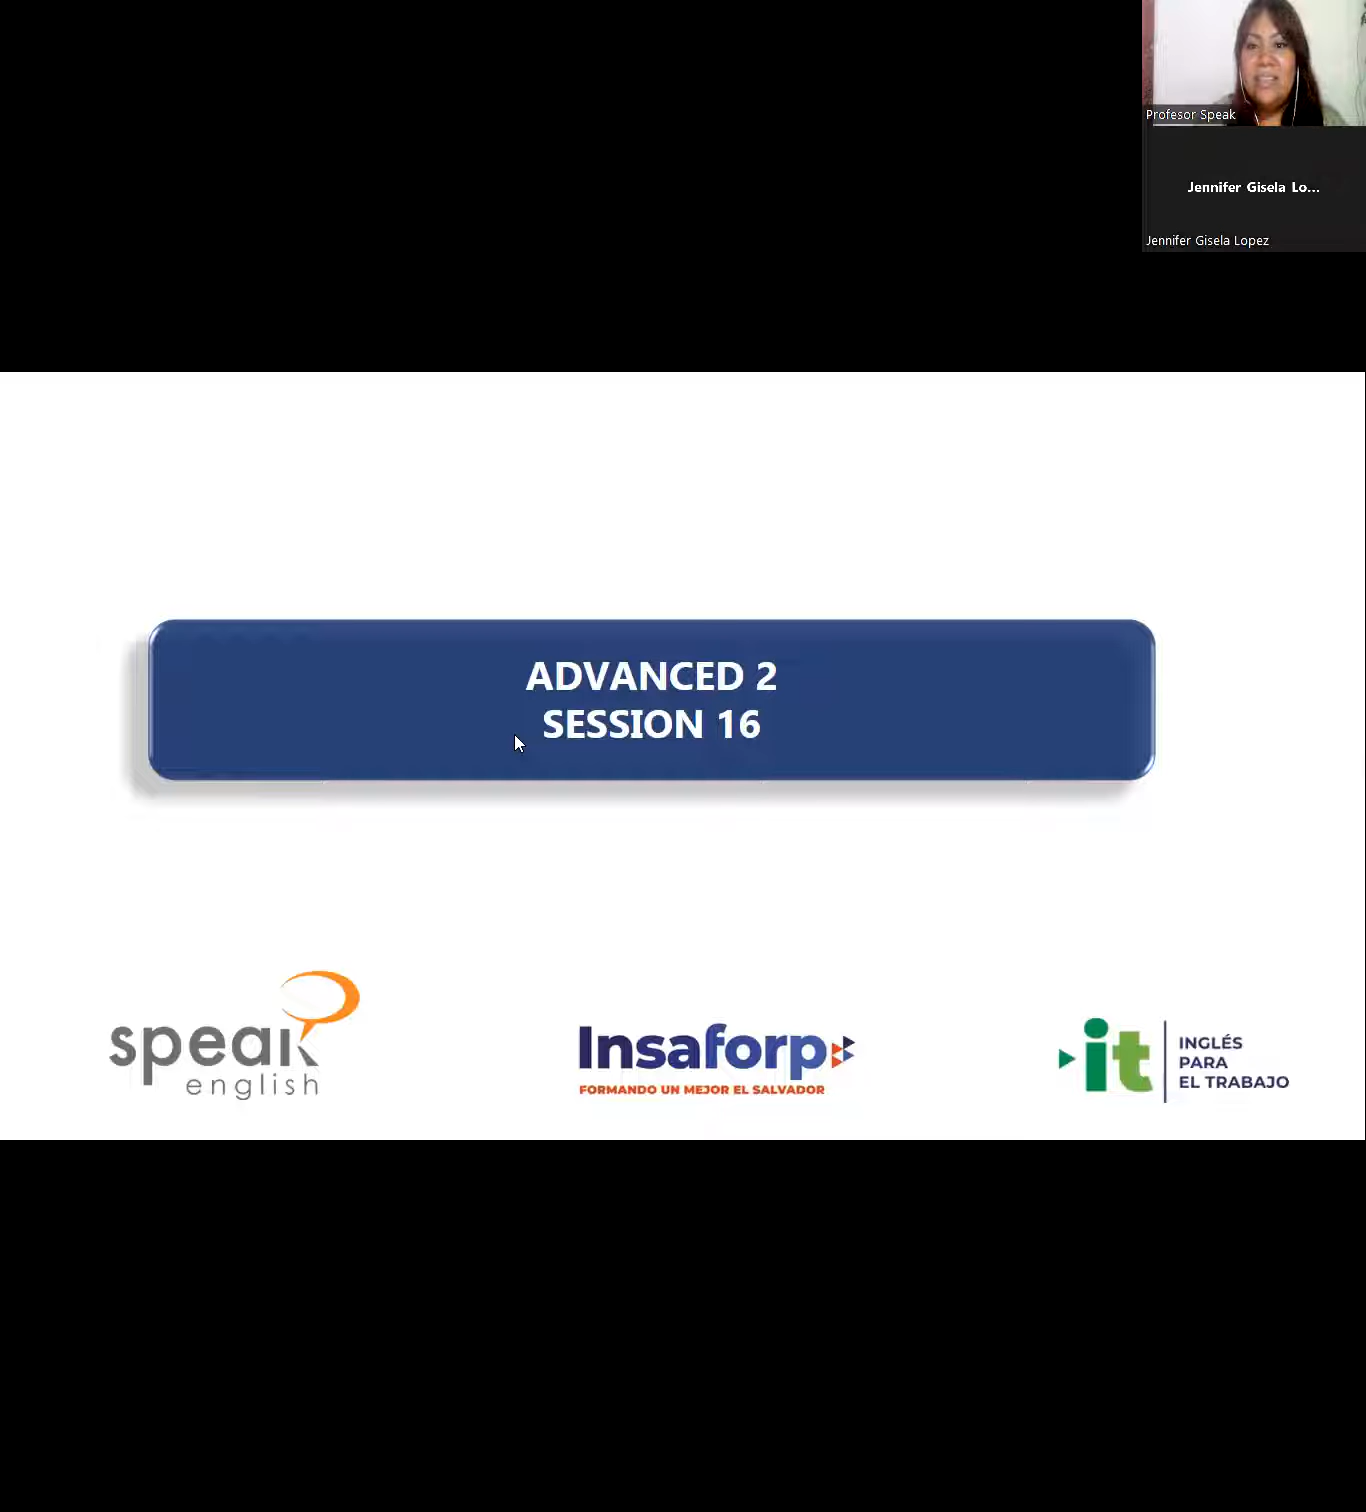 Profesor Speak
Jennifer Gisela Lo...
Jennifer Gisela Lopez
ADVANCED 2
SESSION 16
speak
english
Insaforp
FORMANDO UN MEJOR EL SALVADOR
it
INGLÉS
PARA
EL TRABAJO